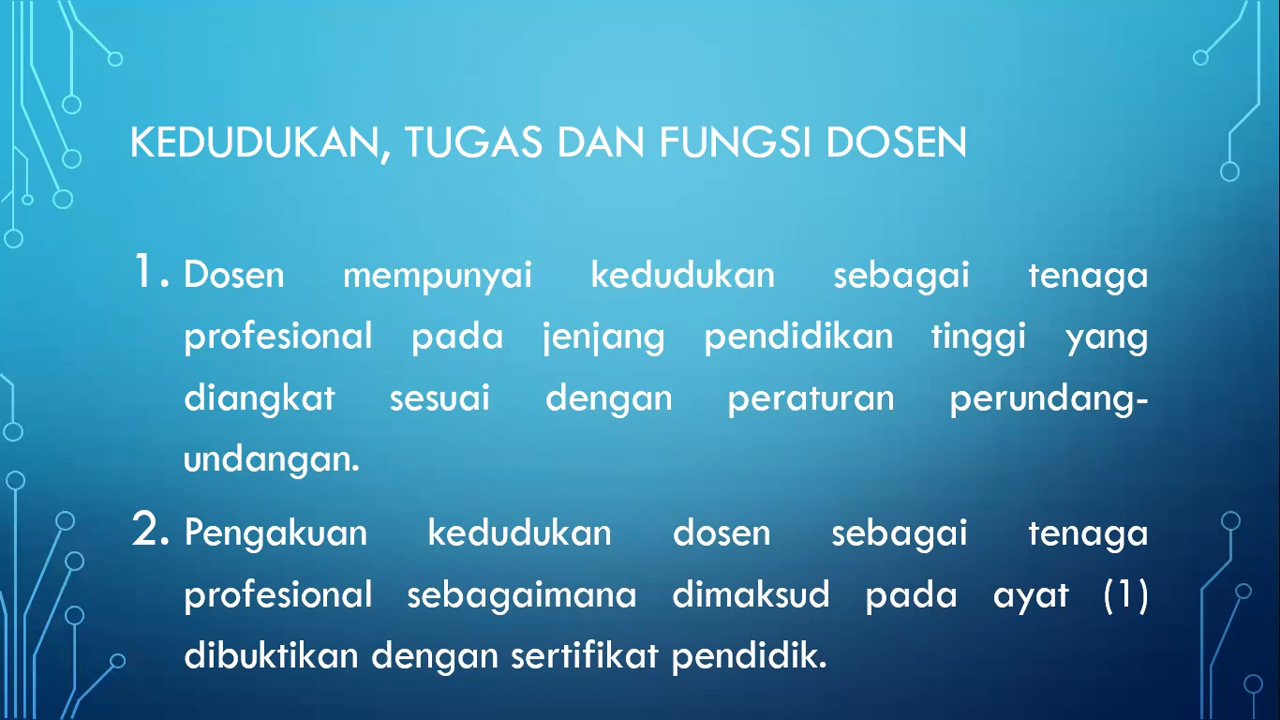 KEDUDUKAN, TUGAS DAN FUNGSI DOSEN
1. Dosen mempunyai kedudukan sebagai tenaga
profesional pada jenjang pendidikan tinggi yang
diangkat sesuai dengan peraturan perundang-
undangan.
2. Pengakuan kedudukan dosen sebagai tenaga
profesional sebagaimana dimaksud pada ayat (1)
dibuktikan dengan sertifikat pendidik.